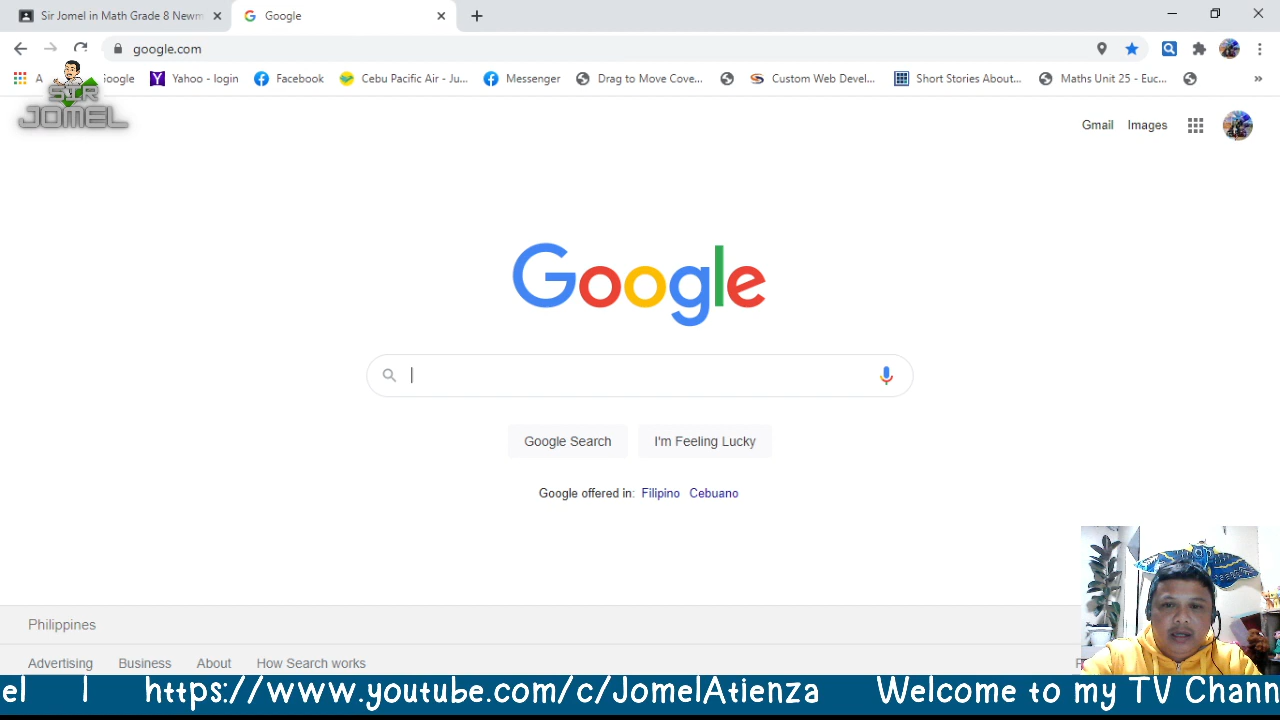 Sir Jomel in Math Grade 8 Newm
Google
google.com
A
oogle
Yahoo - login
Facebook
Cebu Pacific Air - Ju...
Messenger
Drag to Move Cove...
Custom Web Devel...
Short Stories About...
Maths Unit 25 - Euc...
»
SIR
JOMEL
Gmail
Images
Google
Google Search
I'm Feeling Lucky
Google offered in: Filipino Cebuano
Philippines
Advertising
Business
About
How Search works
el | https://www.youtube.com/c/JomelAtienza Welcome to my TV Chann